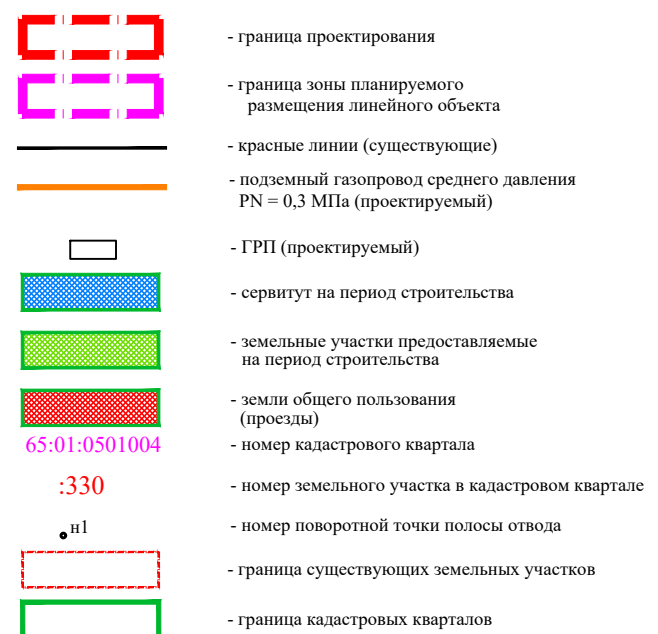 - граница проектирования
- граница зоны планируемого
размещения линейного объекта
- красные линии (существующие)
- подземный газопровод среднего давления
PN = 0,3 МПа (проектируемый)
- ГРП (проектируемый)
- сервитут на период строительства
- земельные участки предоставляемые
на период строительства
- земли общего пользования
(проезды)
65:01:0501004 - номер кадастрового квартала
:330 - номер земельного участка в кадастровом квартале
н1 - номер поворотной точки полосы отвода
- граница существующих земельных участков
- граница кадастровых кварталов